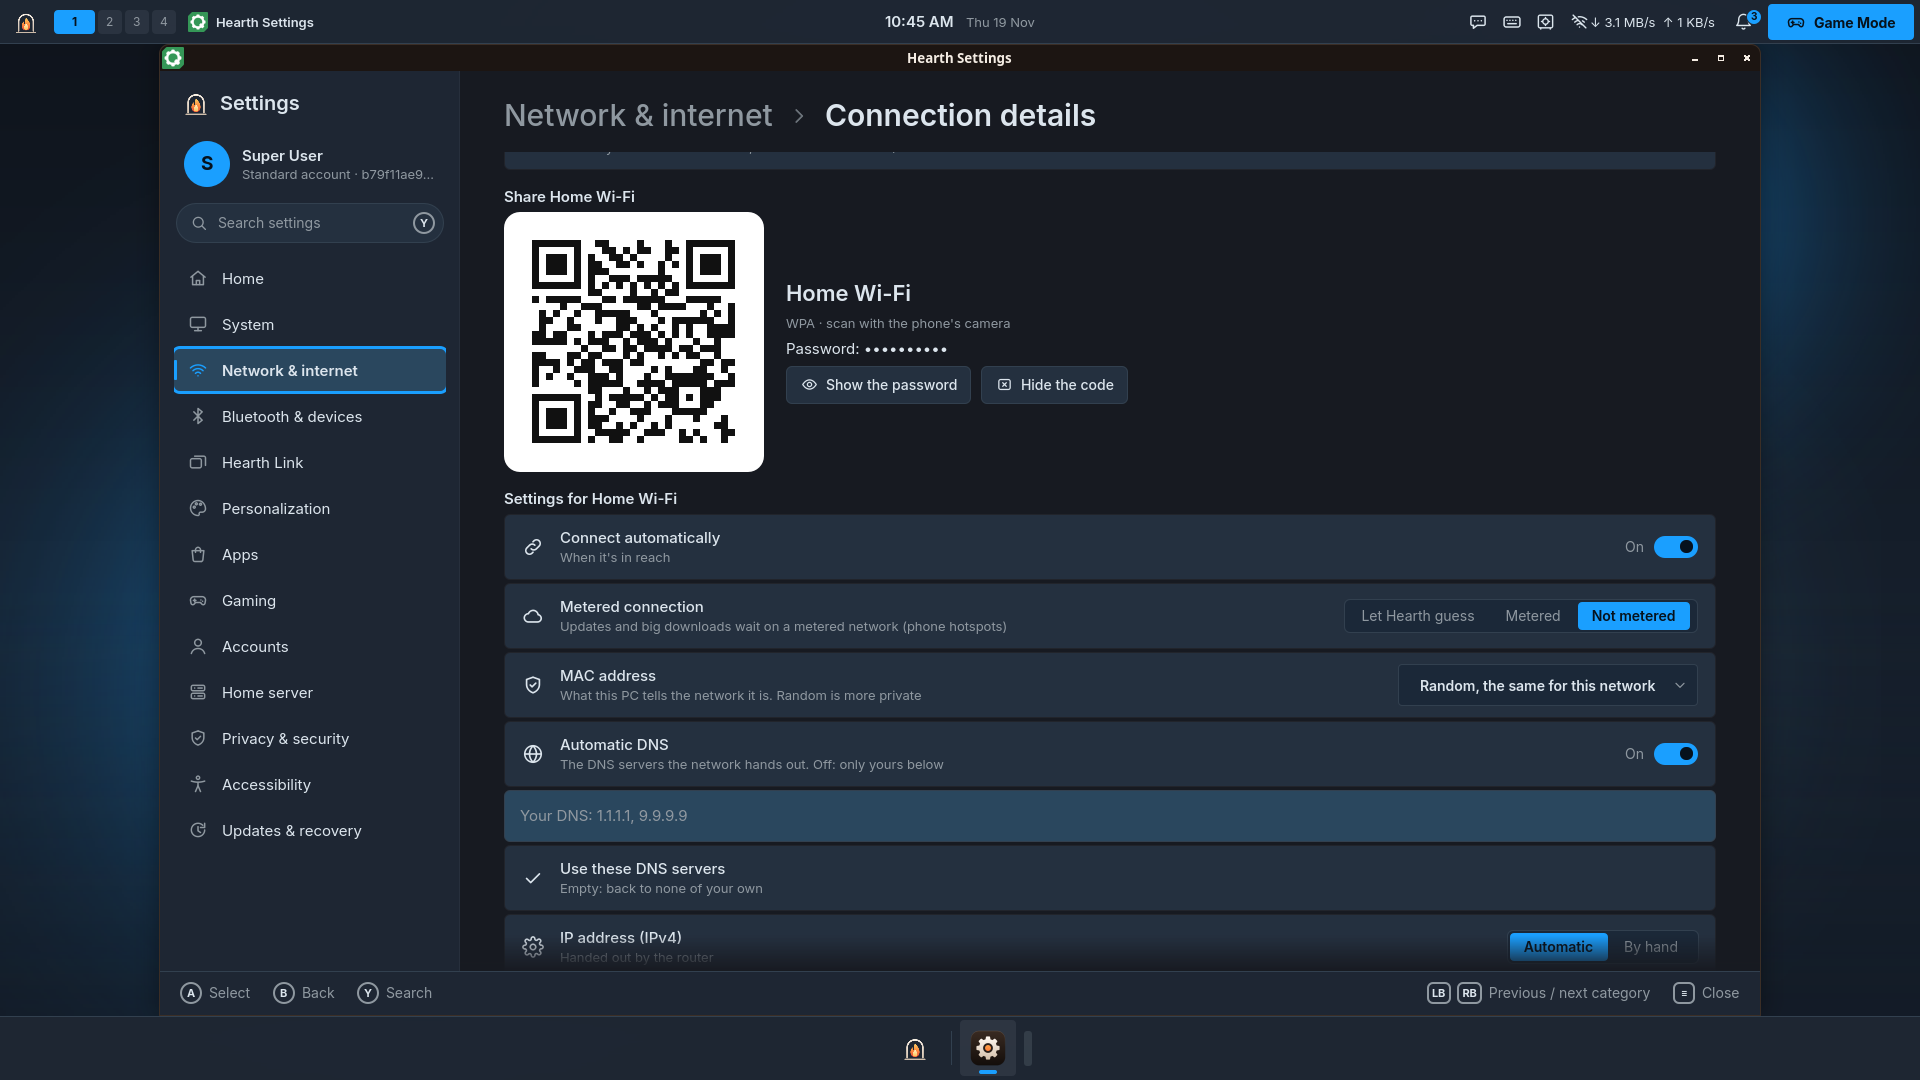 1 2 3 4 Hearth Settings
10:45 AM Thu 19 Nov
↓ 3.1 MB/s ↑ 1 KB/s
3
Game Mode
Hearth Settings
Settings
S
Super User
Standard account · b79f11ae9...
Search settings
Y
Home
System
Network & internet
Bluetooth & devices
Hearth Link
Personalization
Apps
Gaming
Accounts
Home server
Privacy & security
Accessibility
Updates & recovery
Network & internet > Connection details
Share Home Wi-Fi
Home Wi-Fi
WPA · scan with the phone's camera
Password: ••••••••••
Show the password
Hide the code
Settings for Home Wi-Fi
Connect automatically
When it's in reach
On
Metered connection
Updates and big downloads wait on a metered network (phone hotspots)
Let Hearth guess Metered Not metered
MAC address
What this PC tells the network it is. Random is more private
Random, the same for this network
Automatic DNS
The DNS servers the network hands out. Off: only yours below
On
Your DNS: 1.1.1.1, 9.9.9.9
Use these DNS servers
Empty: back to none of your own
IP address (IPv4)
Handed out by the router
Automatic By hand
A Select B Back Y Search
LB RB Previous / next category ≡ Close